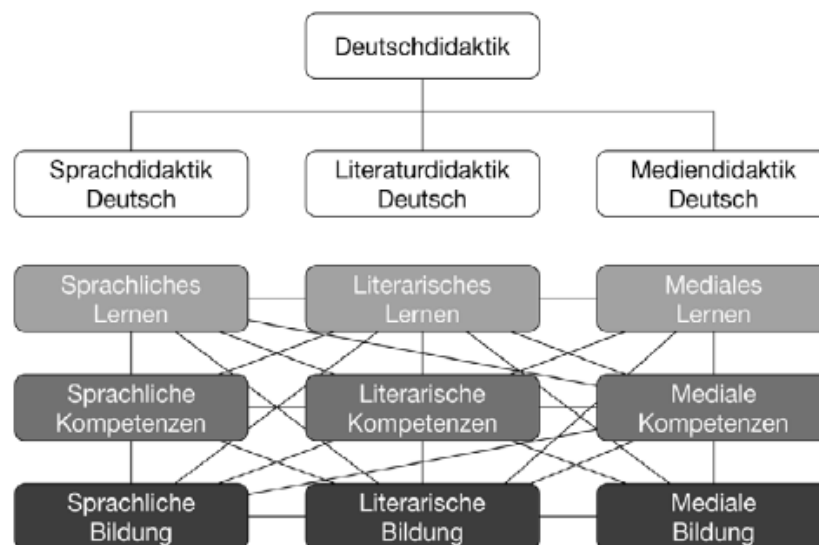 Deutschdidaktik
Sprachdidaktik
Deutsch
Literaturdidaktik
Deutsch
Mediendidaktik
Deutsch
Sprachliches
Lernen
Literarisches
Lernen
Mediales
Lernen
Sprachliche
Kompetenzen
Literarische
Kompetenzen
Mediale
Kompetenzen
Sprachliche
Bildung
Literarische
Bildung
Mediale
Bildung